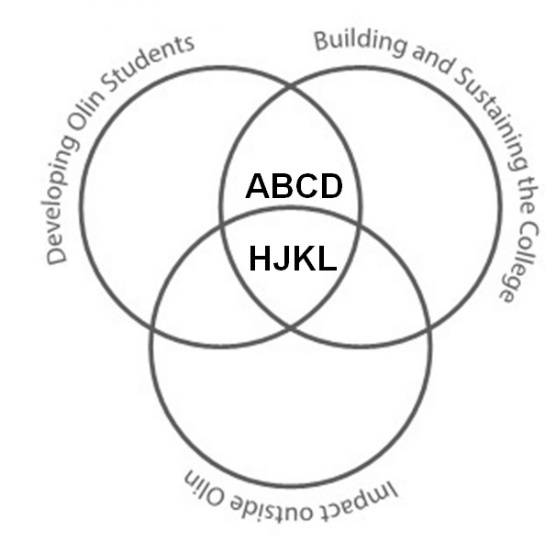 Developing Olin Students
Building and Sustaining the College
ABCD
HJKL
Impact outside Olin